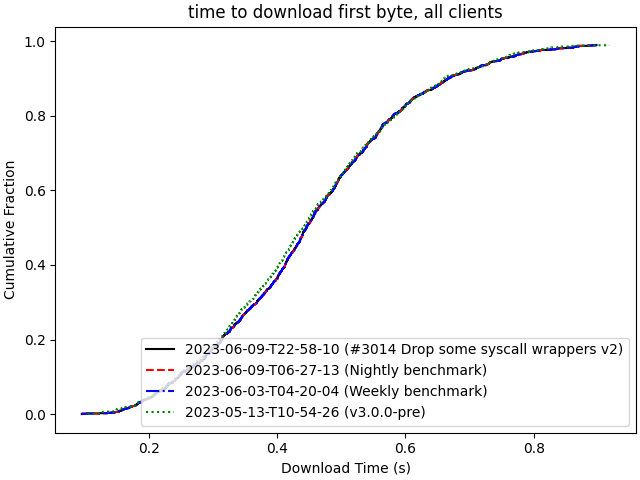 time to download first byte, all clients
1.0
0.8
0.6
0.4
0.2
0.0
Cumulative Fraction
2023-06-09-T22-58-10 (#3014 Drop some syscall wrappers v2)
2023-06-09-T06-27-13 (Nightly benchmark)
2023-06-03-T04-20-04 (Weekly benchmark)
2023-05-13-T10-54-26 (v3.0.0-pre)
0.2 0.4 0.6 0.8
Download Time (s)